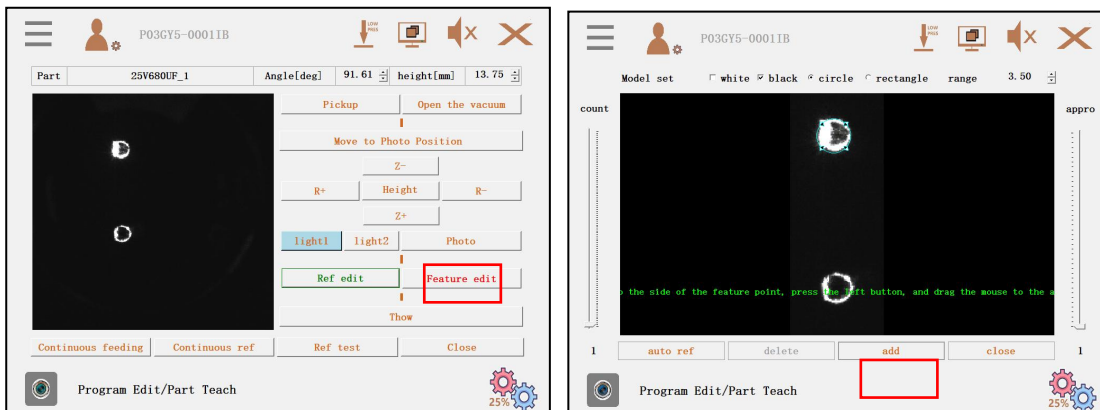 P03GY5-0001IB
LOW
PASS
Part 25V680UF_1 Angle[deg] 91.61 height[mm] 13.75
Pickup Open the vacuum
Move to Photo Position
Z-
R+ Height R-
Z+
light1 light2 Photo
Ref edit Feature edit
Thow
Continuous feeding Continuous ref Ref test Close
Program Edit/Part Teach
25%
P03GY5-0001IB
LOW
PASS
Model set white black circle rectangle range 3.50
count appro
o the side of the feature point, press the left button, and drag the mouse to the a
1 auto ref delete add close 1
Program Edit/Part Teach
25%